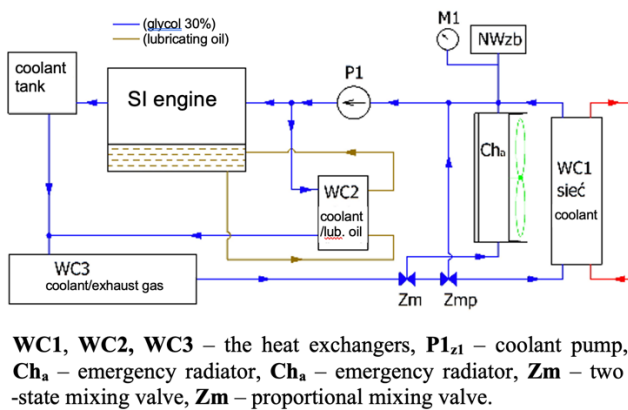 (glycol 30%)
(lubricating oil)
M1
NWzb
coolant
tank
SI engine
P1
Cha
WC1
sieć
coolant
WC2
coolant
/lub. oil
WC3
coolant/exhaust gas
Zm
Zmp
WC1, WC2, WC3 – the heat exchangers, P1z1 – coolant pump,
Cha – emergency radiator, Cha – emergency radiator, Zm – two
-state mixing valve, Zm – proportional mixing valve.